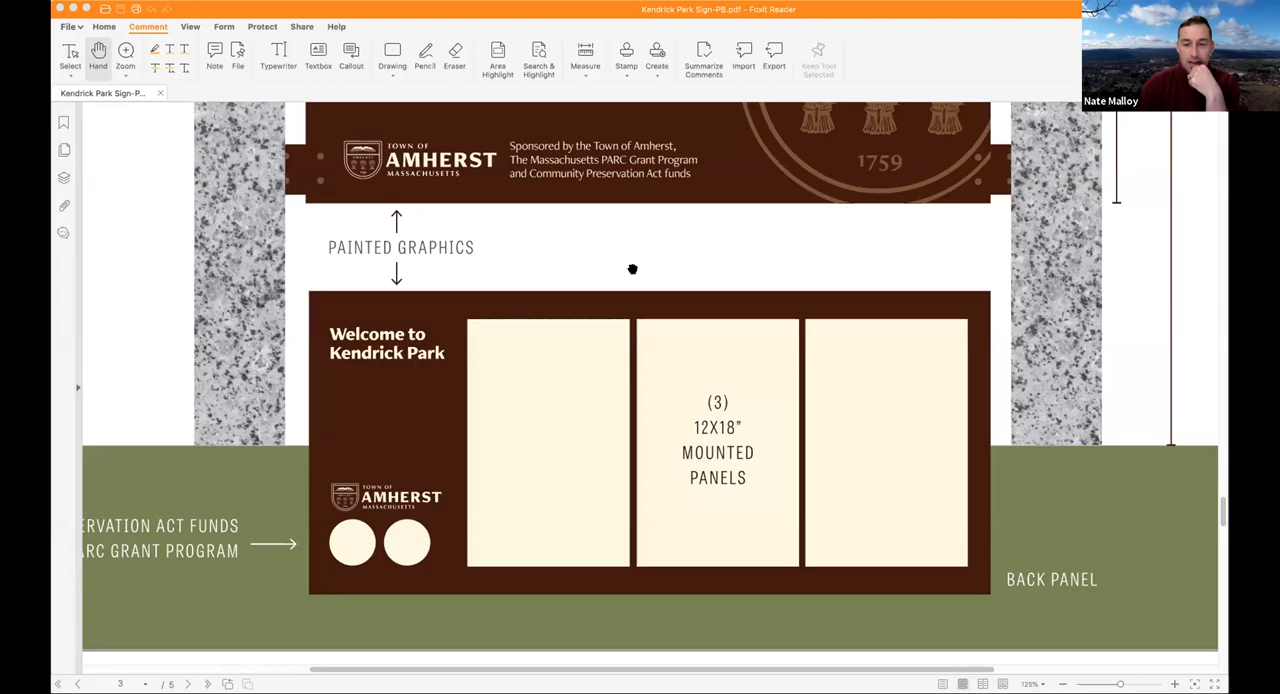 Kendrick Park Sign-PB.pdf - Foxit Reader
File Home Comment View Form Protect Share Help
Select Hand Zoom Note File Typewriter Textbox Callout Drawing Pencil Eraser Area Highlight Search & Highlight Measure Stamp Create Summarize Comments Import Export Keep Tool Selected
Nate Malloy
Kendrick Park Sign-P...
TOWN OF
AMHERST
MASSACHUSETTS
Sponsored by the Town of Amherst,
The Massachusetts PARC Grant Program
and Community Preservation Act funds
1759
PAINTED GRAPHICS
Welcome to
Kendrick Park
(3)
12X18”
MOUNTED
PANELS
TOWN OF
AMHERST
MASSACHUSETTS
ERVATION ACT FUNDS
ARC GRANT PROGRAM
BACK PANEL
3 / 5
125%